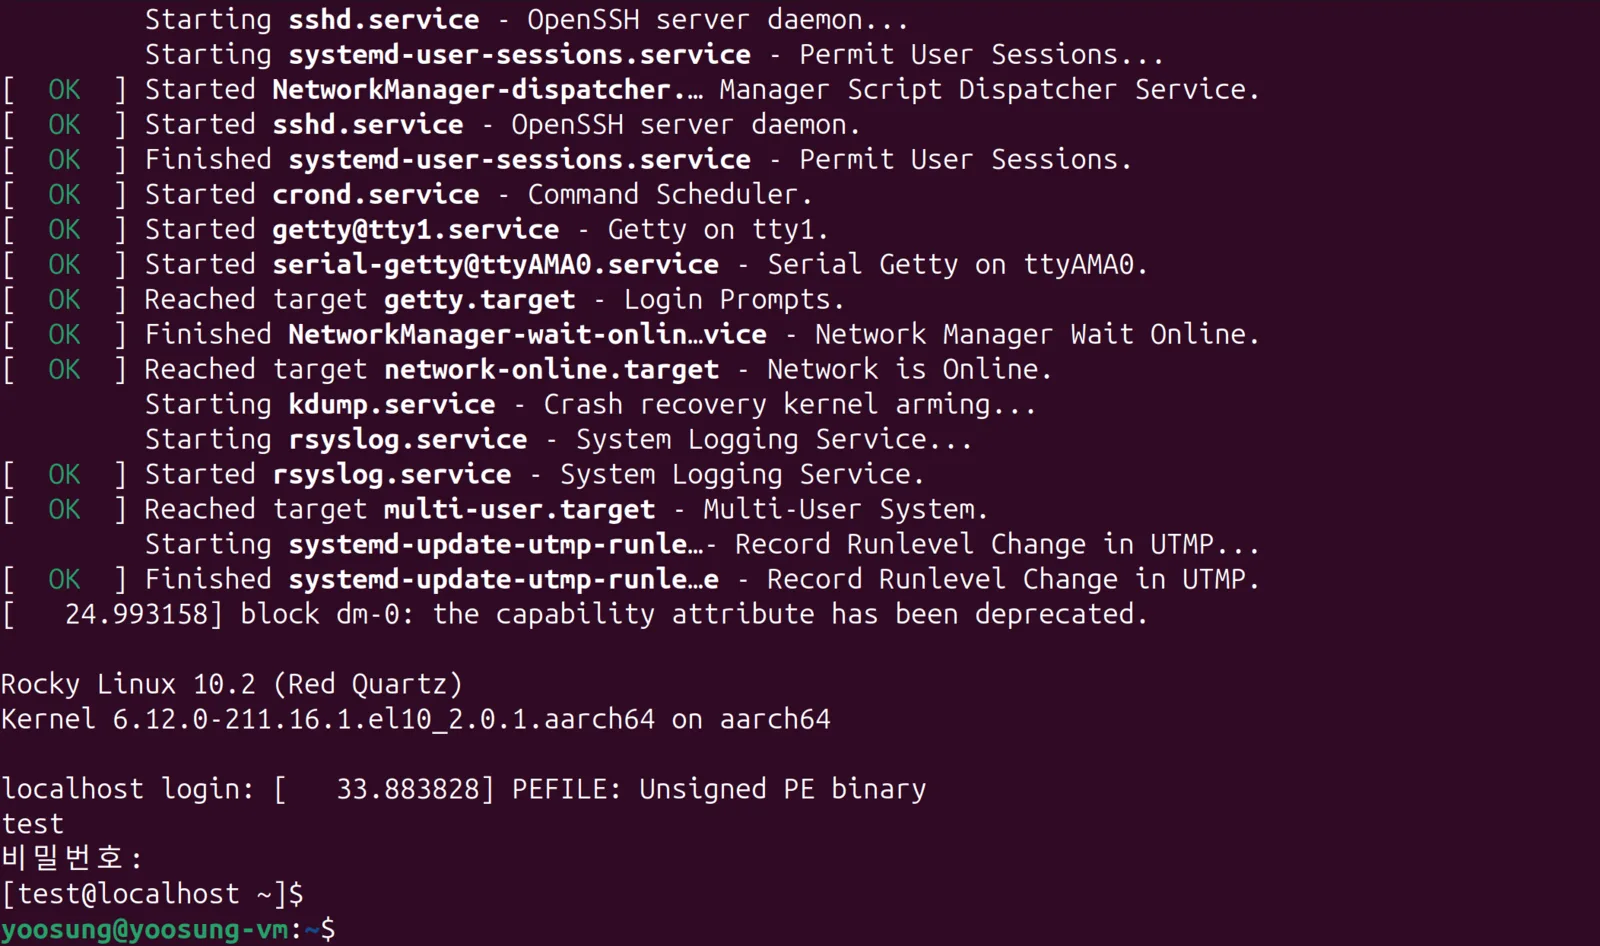 Starting sshd.service - OpenSSH server daemon...
Starting systemd-user-sessions.service - Permit User Sessions...
[  OK  ] Started NetworkManager-dispatcher.… Manager Script Dispatcher Service.
[  OK  ] Started sshd.service - OpenSSH server daemon.
[  OK  ] Finished systemd-user-sessions.service - Permit User Sessions.
[  OK  ] Started crond.service - Command Scheduler.
[  OK  ] Started getty@tty1.service - Getty on tty1.
[  OK  ] Started serial-getty@ttyAMA0.service - Serial Getty on ttyAMA0.
[  OK  ] Reached target getty.target - Login Prompts.
[  OK  ] Finished NetworkManager-wait-onlin…vice - Network Manager Wait Online.
[  OK  ] Reached target network-online.target - Network is Online.
Starting kdump.service - Crash recovery kernel arming...
Starting rsyslog.service - System Logging Service...
[  OK  ] Started rsyslog.service - System Logging Service.
[  OK  ] Reached target multi-user.target - Multi-User System.
Starting systemd-update-utmp-runle…- Record Runlevel Change in UTMP...
[  OK  ] Finished systemd-update-utmp-runle…e - Record Runlevel Change in UTMP.
[   24.993158] block dm-0: the capability attribute has been deprecated.
Rocky Linux 10.2 (Red Quartz)
Kernel 6.12.0-211.16.1.el10_2.0.1.aarch64 on aarch64
localhost login: [   33.883828] PEFILE: Unsigned PE binary
test
비밀번호:
[test@localhost ~]$
yoosung@yoosung-vm:~$